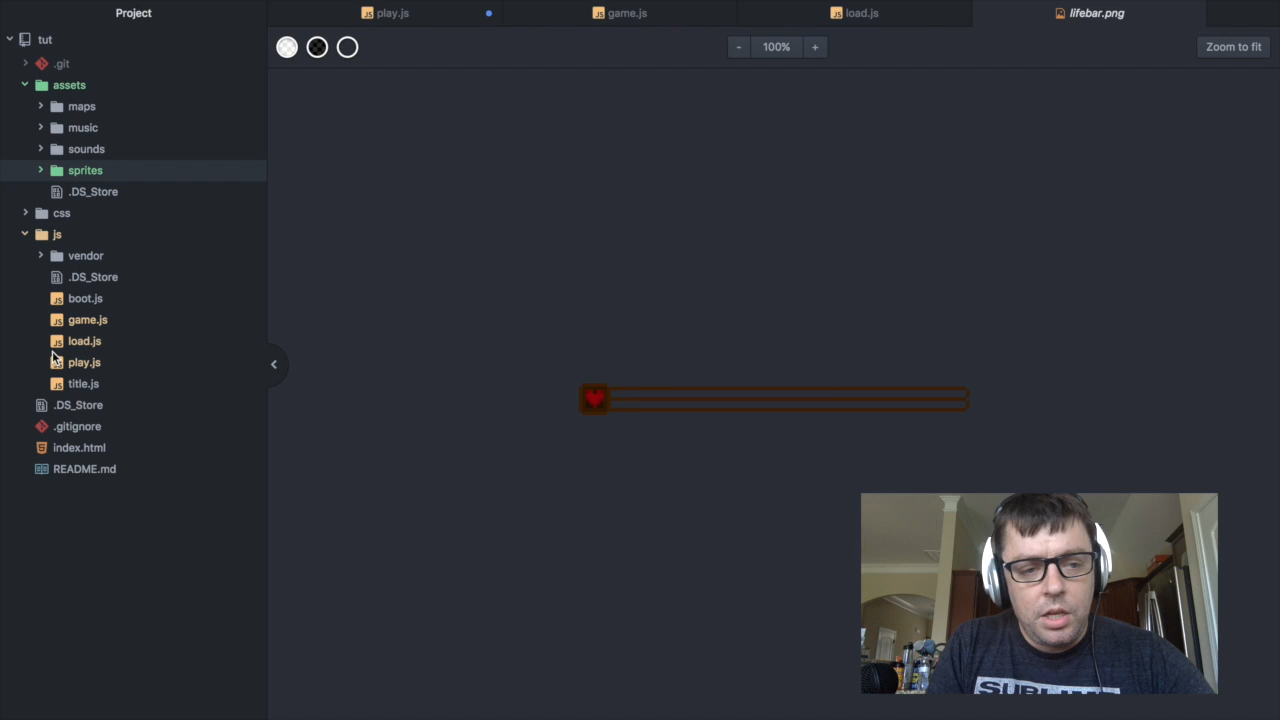 Project
play.js
game.js
load.js
lifebar.png
- 100% +
Zoom to fit
tut
.git
assets
maps
music
sounds
sprites
.DS_Store
css
js
vendor
.DS_Store
boot.js
game.js
load.js
play.js
title.js
.DS_Store
.gitignore
index.html
README.md